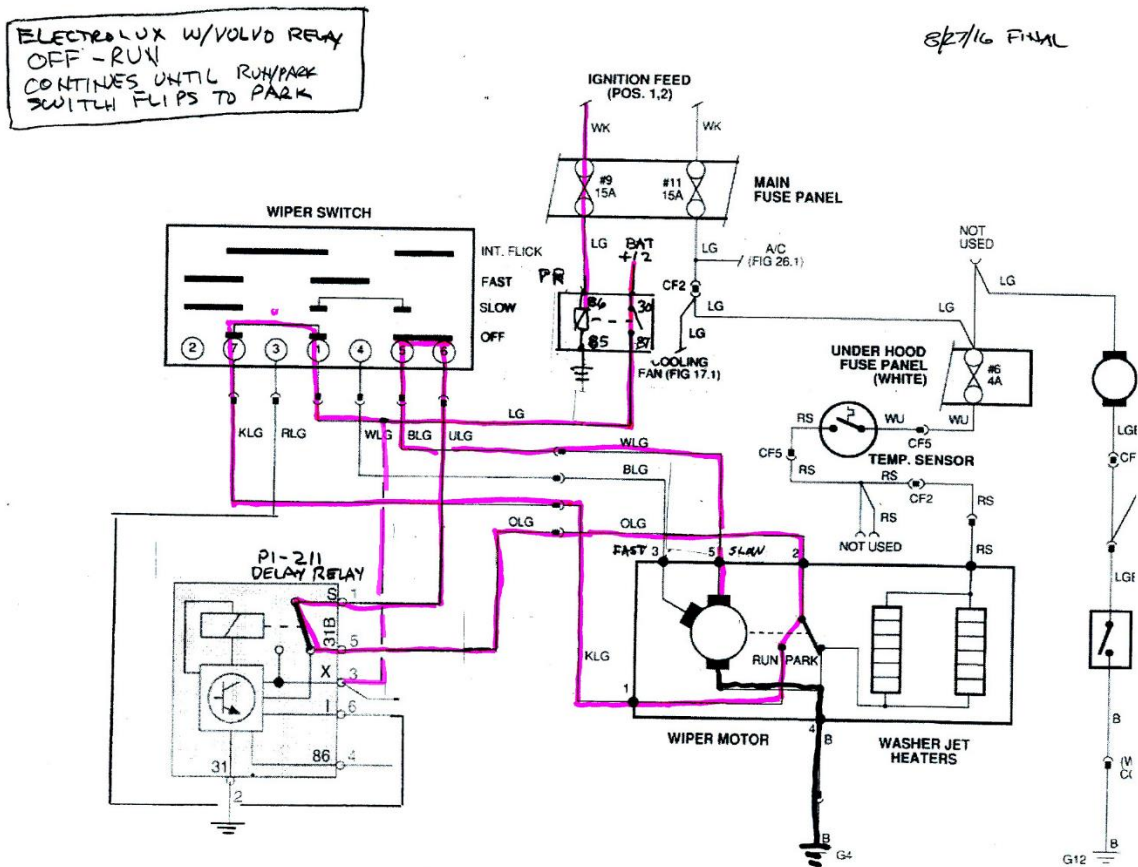 ELECTROLUX W/VOLVO RELAY
OFF - RUN
CONTINUES UNTIL RUN/PARK
SWITCH FLIPS TO PARK
8/27/16 FINAL
IGNITION FEED
(POS. 1,2)
WK
WK
#9
15A
#11
15A
MAIN
FUSE PANEL
WIPER SWITCH
INT. FLICK
FAST
SLOW
OFF
2
7
3
1
4
5
6
LG
BAT
+12
LG
A/C
(FIG 26.1)
CF2
LG
LG
86
30
85
87
COOLING
FAN (FIG 17.1)
NOT
USED
LG
LG
UNDER HOOD
FUSE PANEL
(WHITE)
#6
4A
RS
WU
WU
CF5
TEMP. SENSOR
CF5
RS
RS
CF2
RS
NOT USED
RS
LGE
CF
LGE
B
B
G12
LG
KLG
RLG
WLG
BLG
ULG
WLG
BLG
OLG
OLG
FAST
3
5
SLOW
2
P1-211
DELAY RELAY
S
1
31B
5
X
3
I
6
86
4
31
2
KLG
1
RUN
PARK
WIPER MOTOR
4
B
WASHER JET
HEATERS
B
G4